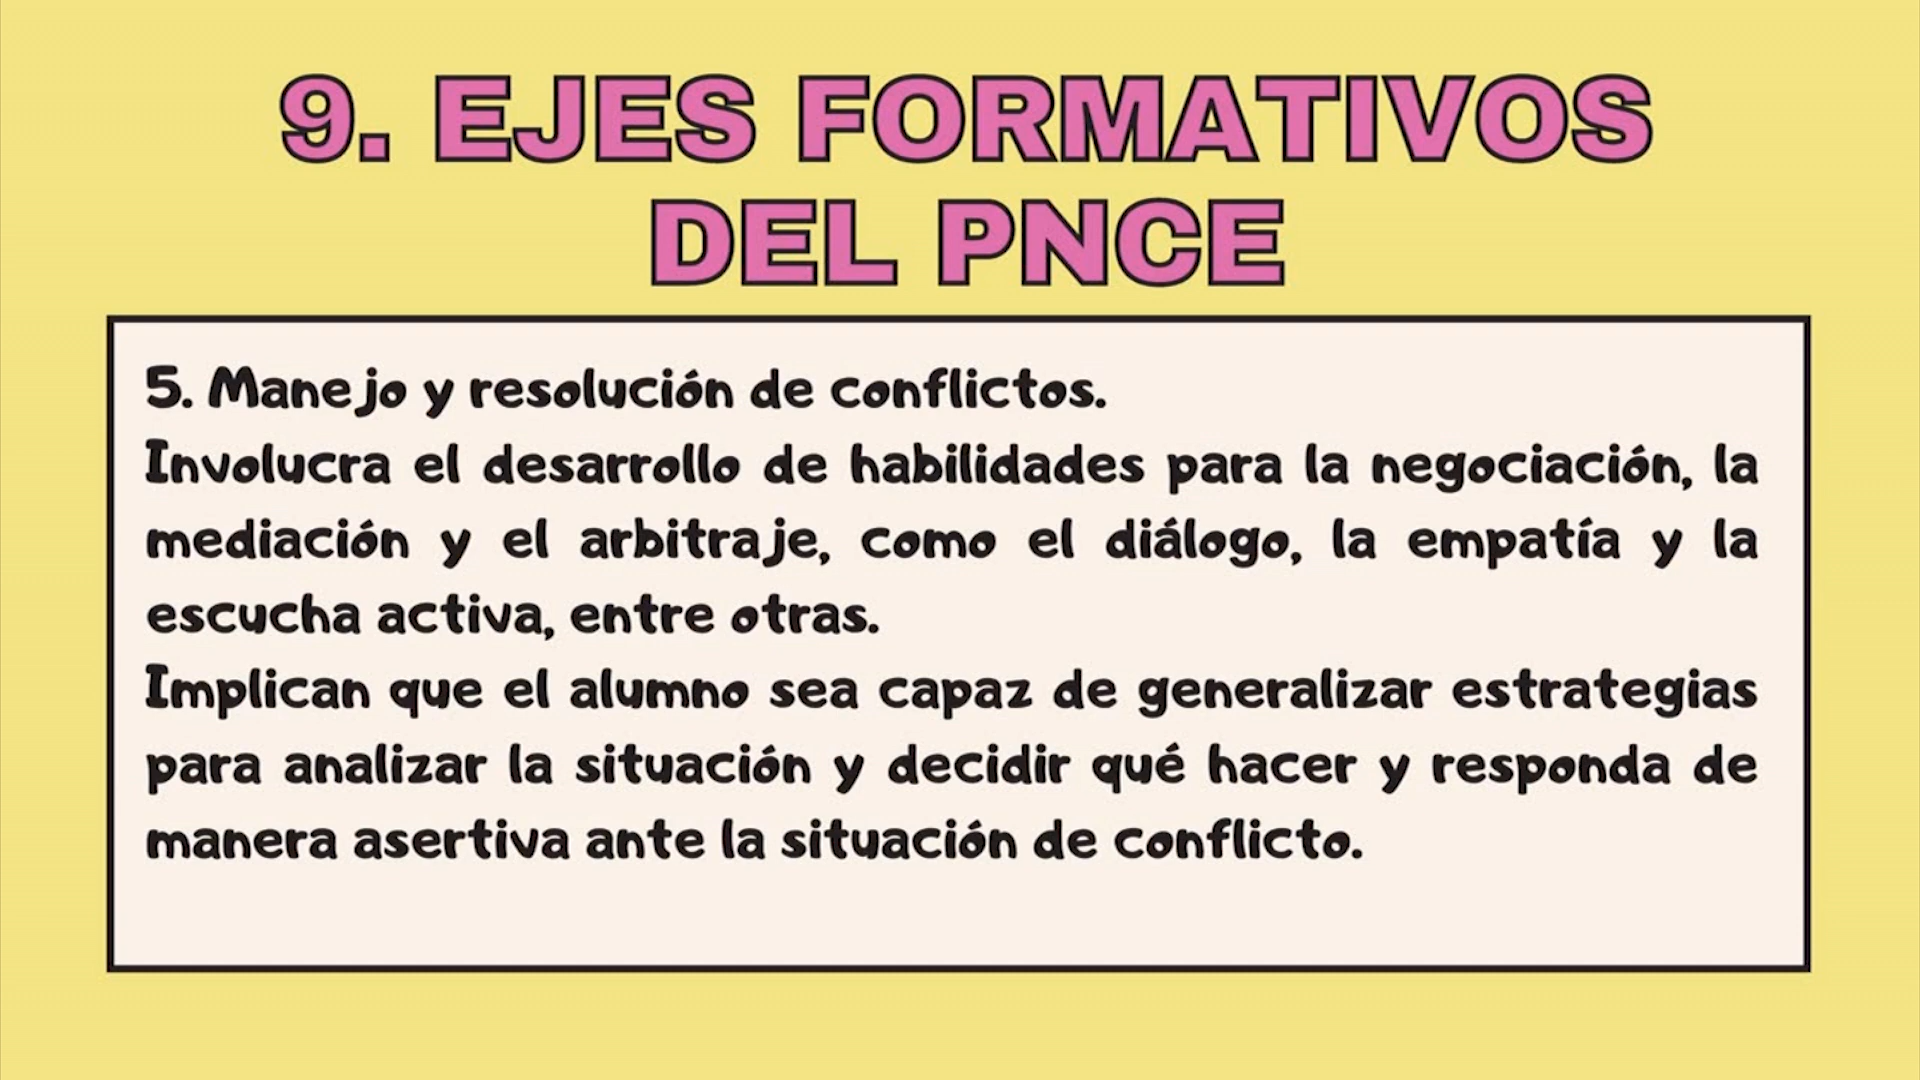 9. EJES FORMATIVOS
DEL PNCE
5. Manejo y resolución de conflictos.
Involucra el desarrollo de habilidades para la negociación, la
mediación y el arbitraje, como el diálogo, la empatía y la
escucha activa, entre otras.
Implican que el alumno sea capaz de generalizar estrategias
para analizar la situación y decidir qué hacer y responda de
manera asertiva ante la situación de conflicto.